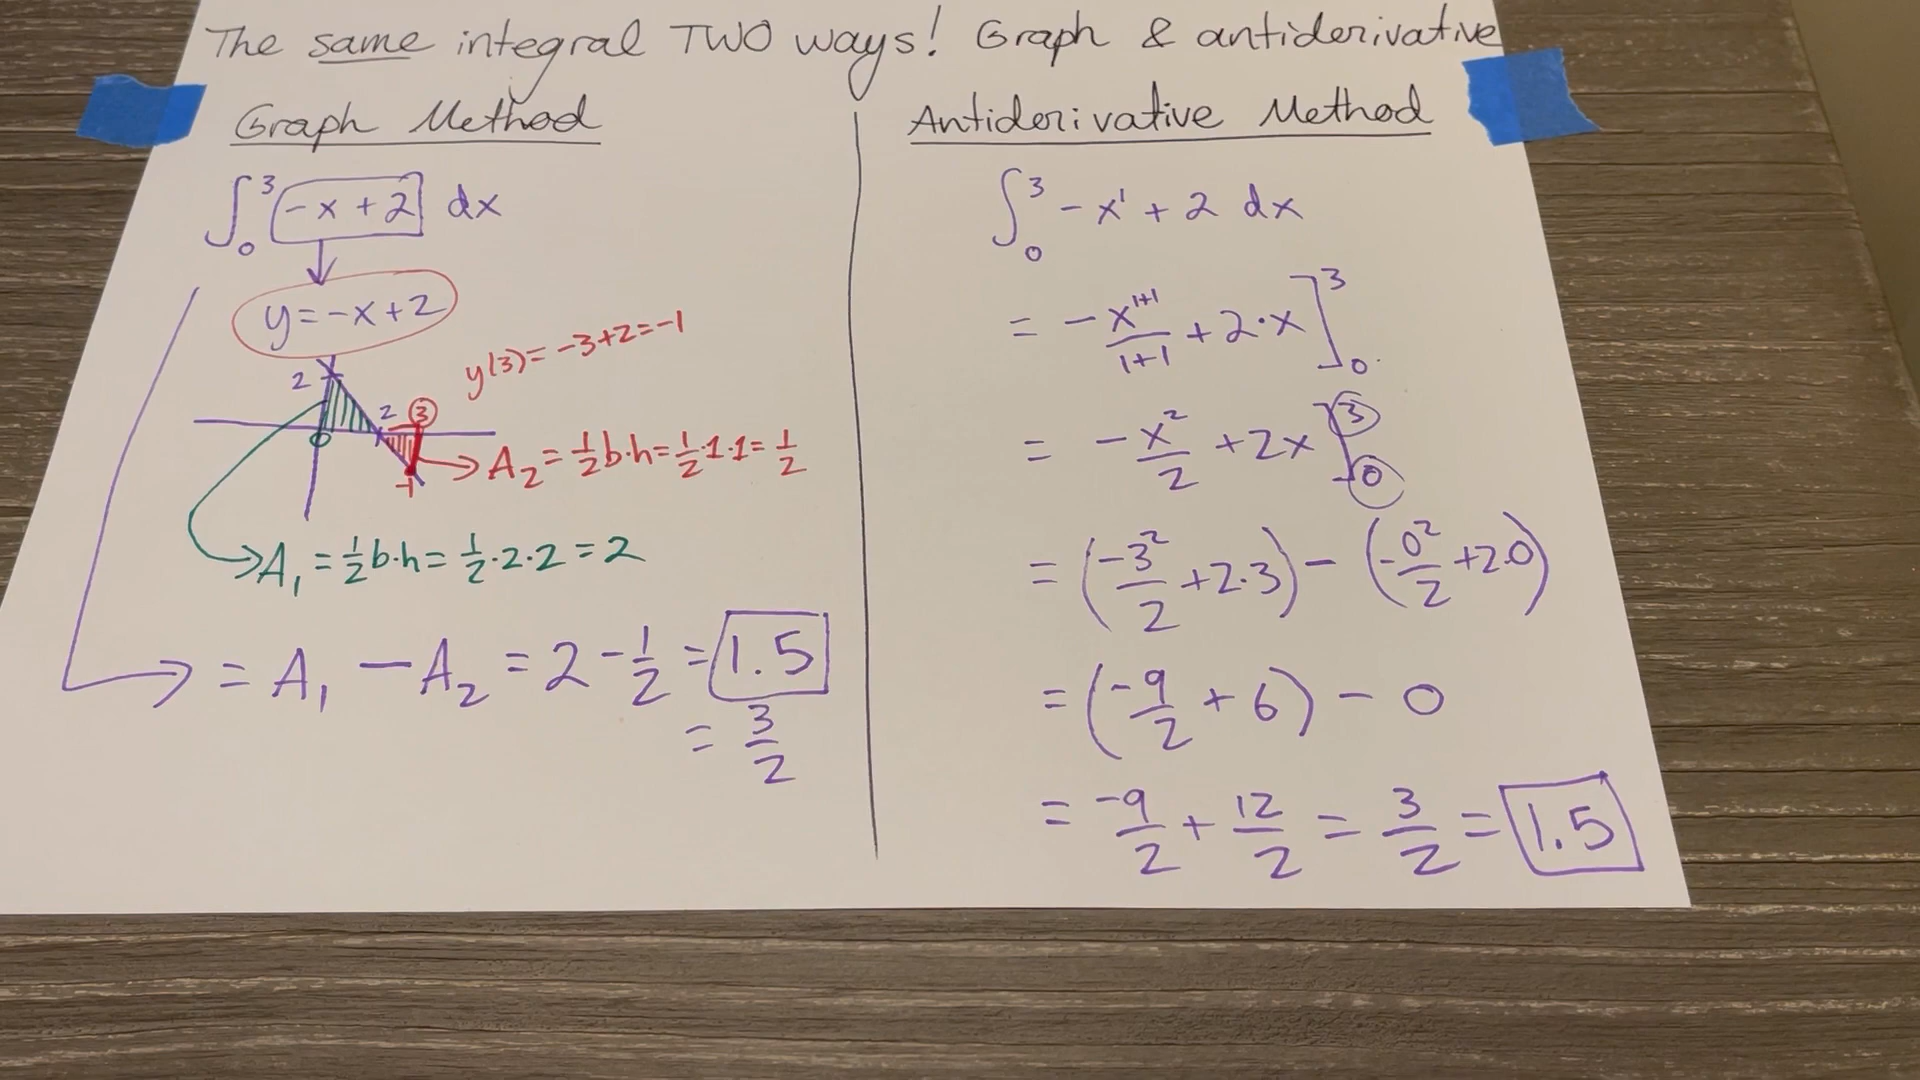 The same integral TWO ways! Graph & antiderivative
Graph Method
∫₀³ -x+2 dx
y=-x+2
y(3)=-3+2=-1
2
2
3
0
-1
A₂ = 1/2 b·h = 1/2·1·1 = 1/2
A₁ = 1/2 b·h = 1/2·2·2 = 2
= A₁ - A₂ = 2 - 1/2 = 1.5
= 3/2
Antiderivative Method
∫₀³ -x¹ + 2 dx
= -x¹⁺¹/1+1 + 2·x]₀³
= -x²/2 + 2x]₀³
= (-3²/2 + 2·3) - (-0²/2 + 2·0)
= (-9/2 + 6) - 0
= -9/2 + 12/2 = 3/2 = 1.5